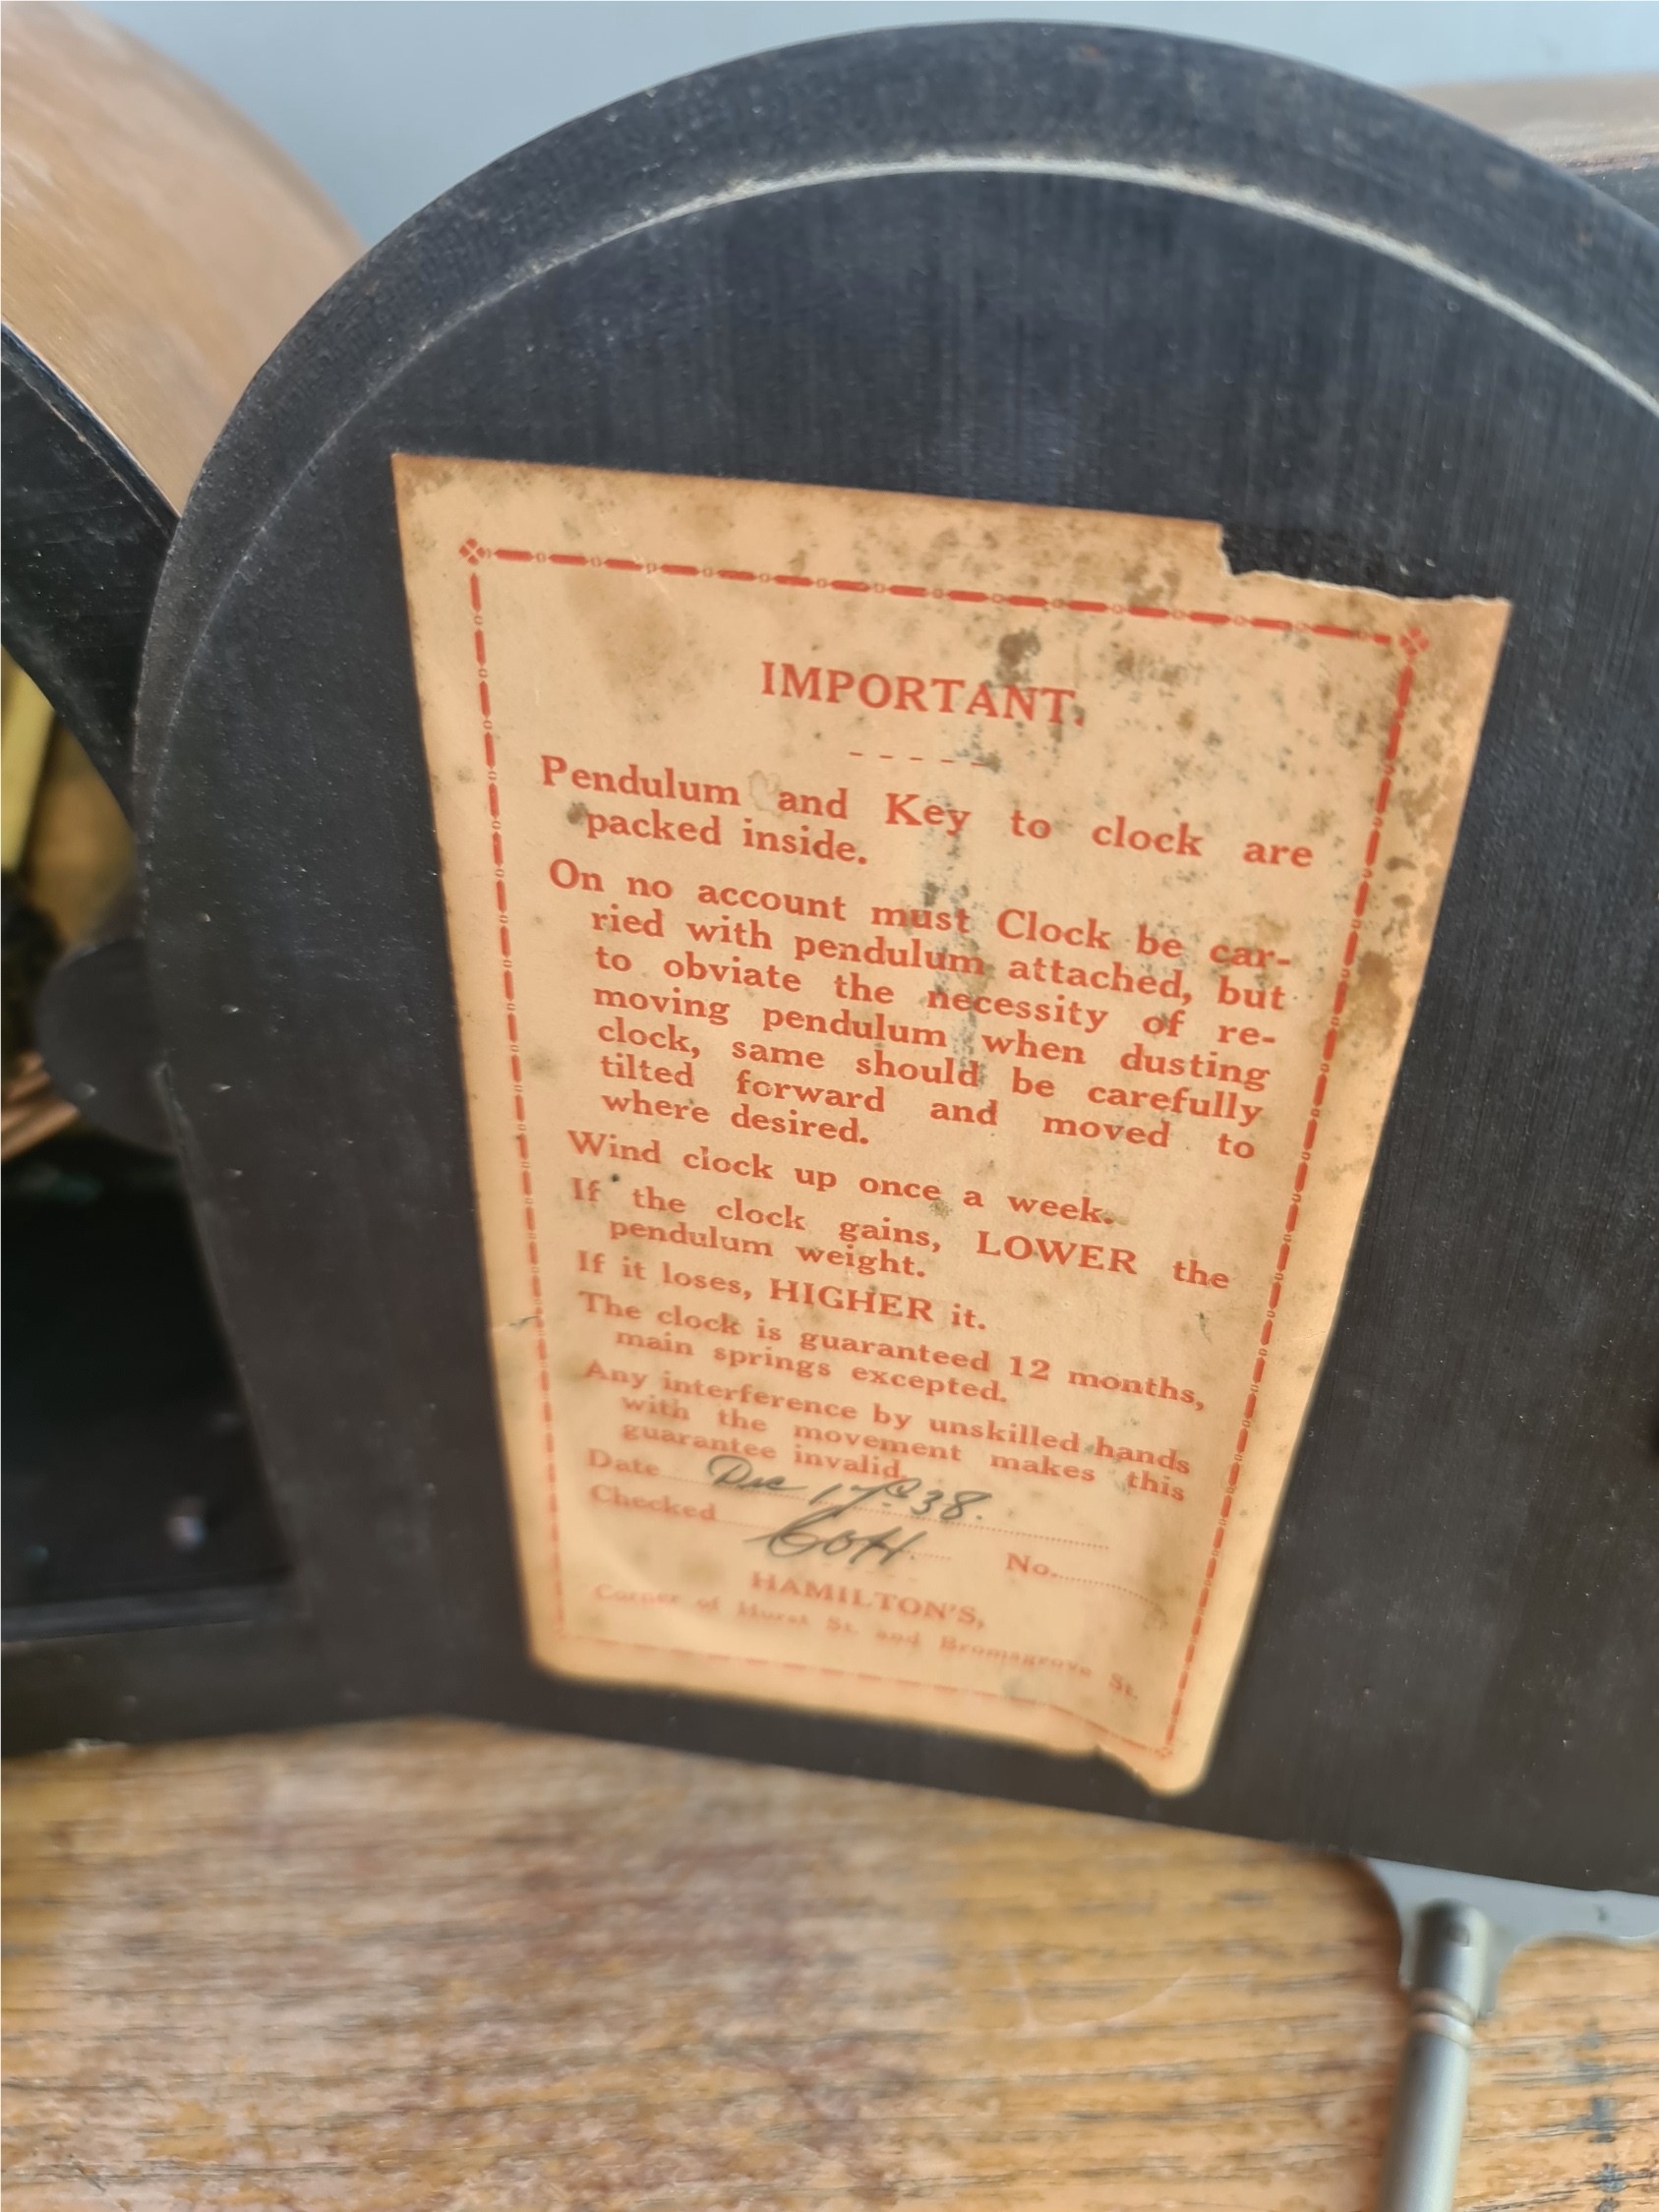 IMPORTANT.
- - - - -
Pendulum and Key to clock are
packed inside.
On no account must Clock be car-
ried with pendulum attached, but
to obviate the necessity of re-
moving pendulum when dusting
clock, same should be carefully
tilted forward and moved to
where desired.
Wind clock up once a week.
If the clock gains, LOWER the
pendulum weight.
If it loses, HIGHER it.
The clock is guaranteed 12 months,
main springs excepted.
Any interference by unskilled hands
with the movement makes this
guarantee invalid.
Date Dec 38.
Checked No.
HAMILTON'S,
Corner of Hurst St. and Bromsgrove St.